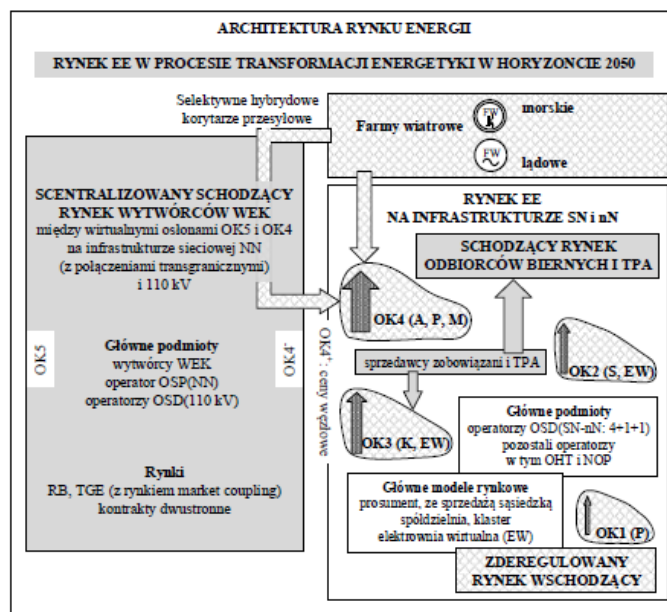 ARCHITEKTURA RYNKU ENERGII
RYNEK EE W PROCESIE TRANSFORMACJI ENERGETYKI W HORYZONCIE 2050
Selektywne hybrydowe
korytarze przesyłowe
Farmy wiatrowe
FW
morskie
FW
lądowe
SCENTRALIZOWANY SCHODZĄCY
RYNEK WYTWÓRCÓW WEK
między wirtualnymi osłonami OK5 i OK4
na infrastrukturze sieciowej NN
(z połączeniami transgranicznymi)
i 110 kV
OK5
OK4-
Główne podmioty
wytwórcy WEK
operator OSP(NN)
operatorzy OSD(110 kV)
Rynki
RB, TGE (z rynkiem market coupling)
kontrakty dwustronne
OK4+: ceny węzłowe
RYNEK EE
NA INFRASTRUKTURZE SN i nN
SCHODZĄCY RYNEK
ODBIORCÓW BIERNYCH I TPA
OK4 (A, P, M)
sprzedawcy zobowiązani i TPA
OK2 (S, EW)
OK3 (K, EW)
Główne podmioty
operatorzy OSD(SN-nN: 4+1+1)
pozostali operatorzy
w tym OHT i NOP
Główne modele rynkowe
prosument, ze sprzedażą sąsiedzką
spółdzielnia, klaster
elektrownia wirtualna (EW)
OK1 (P)
ZDEREGULOWANY
RYNEK WSCHODZĄCY